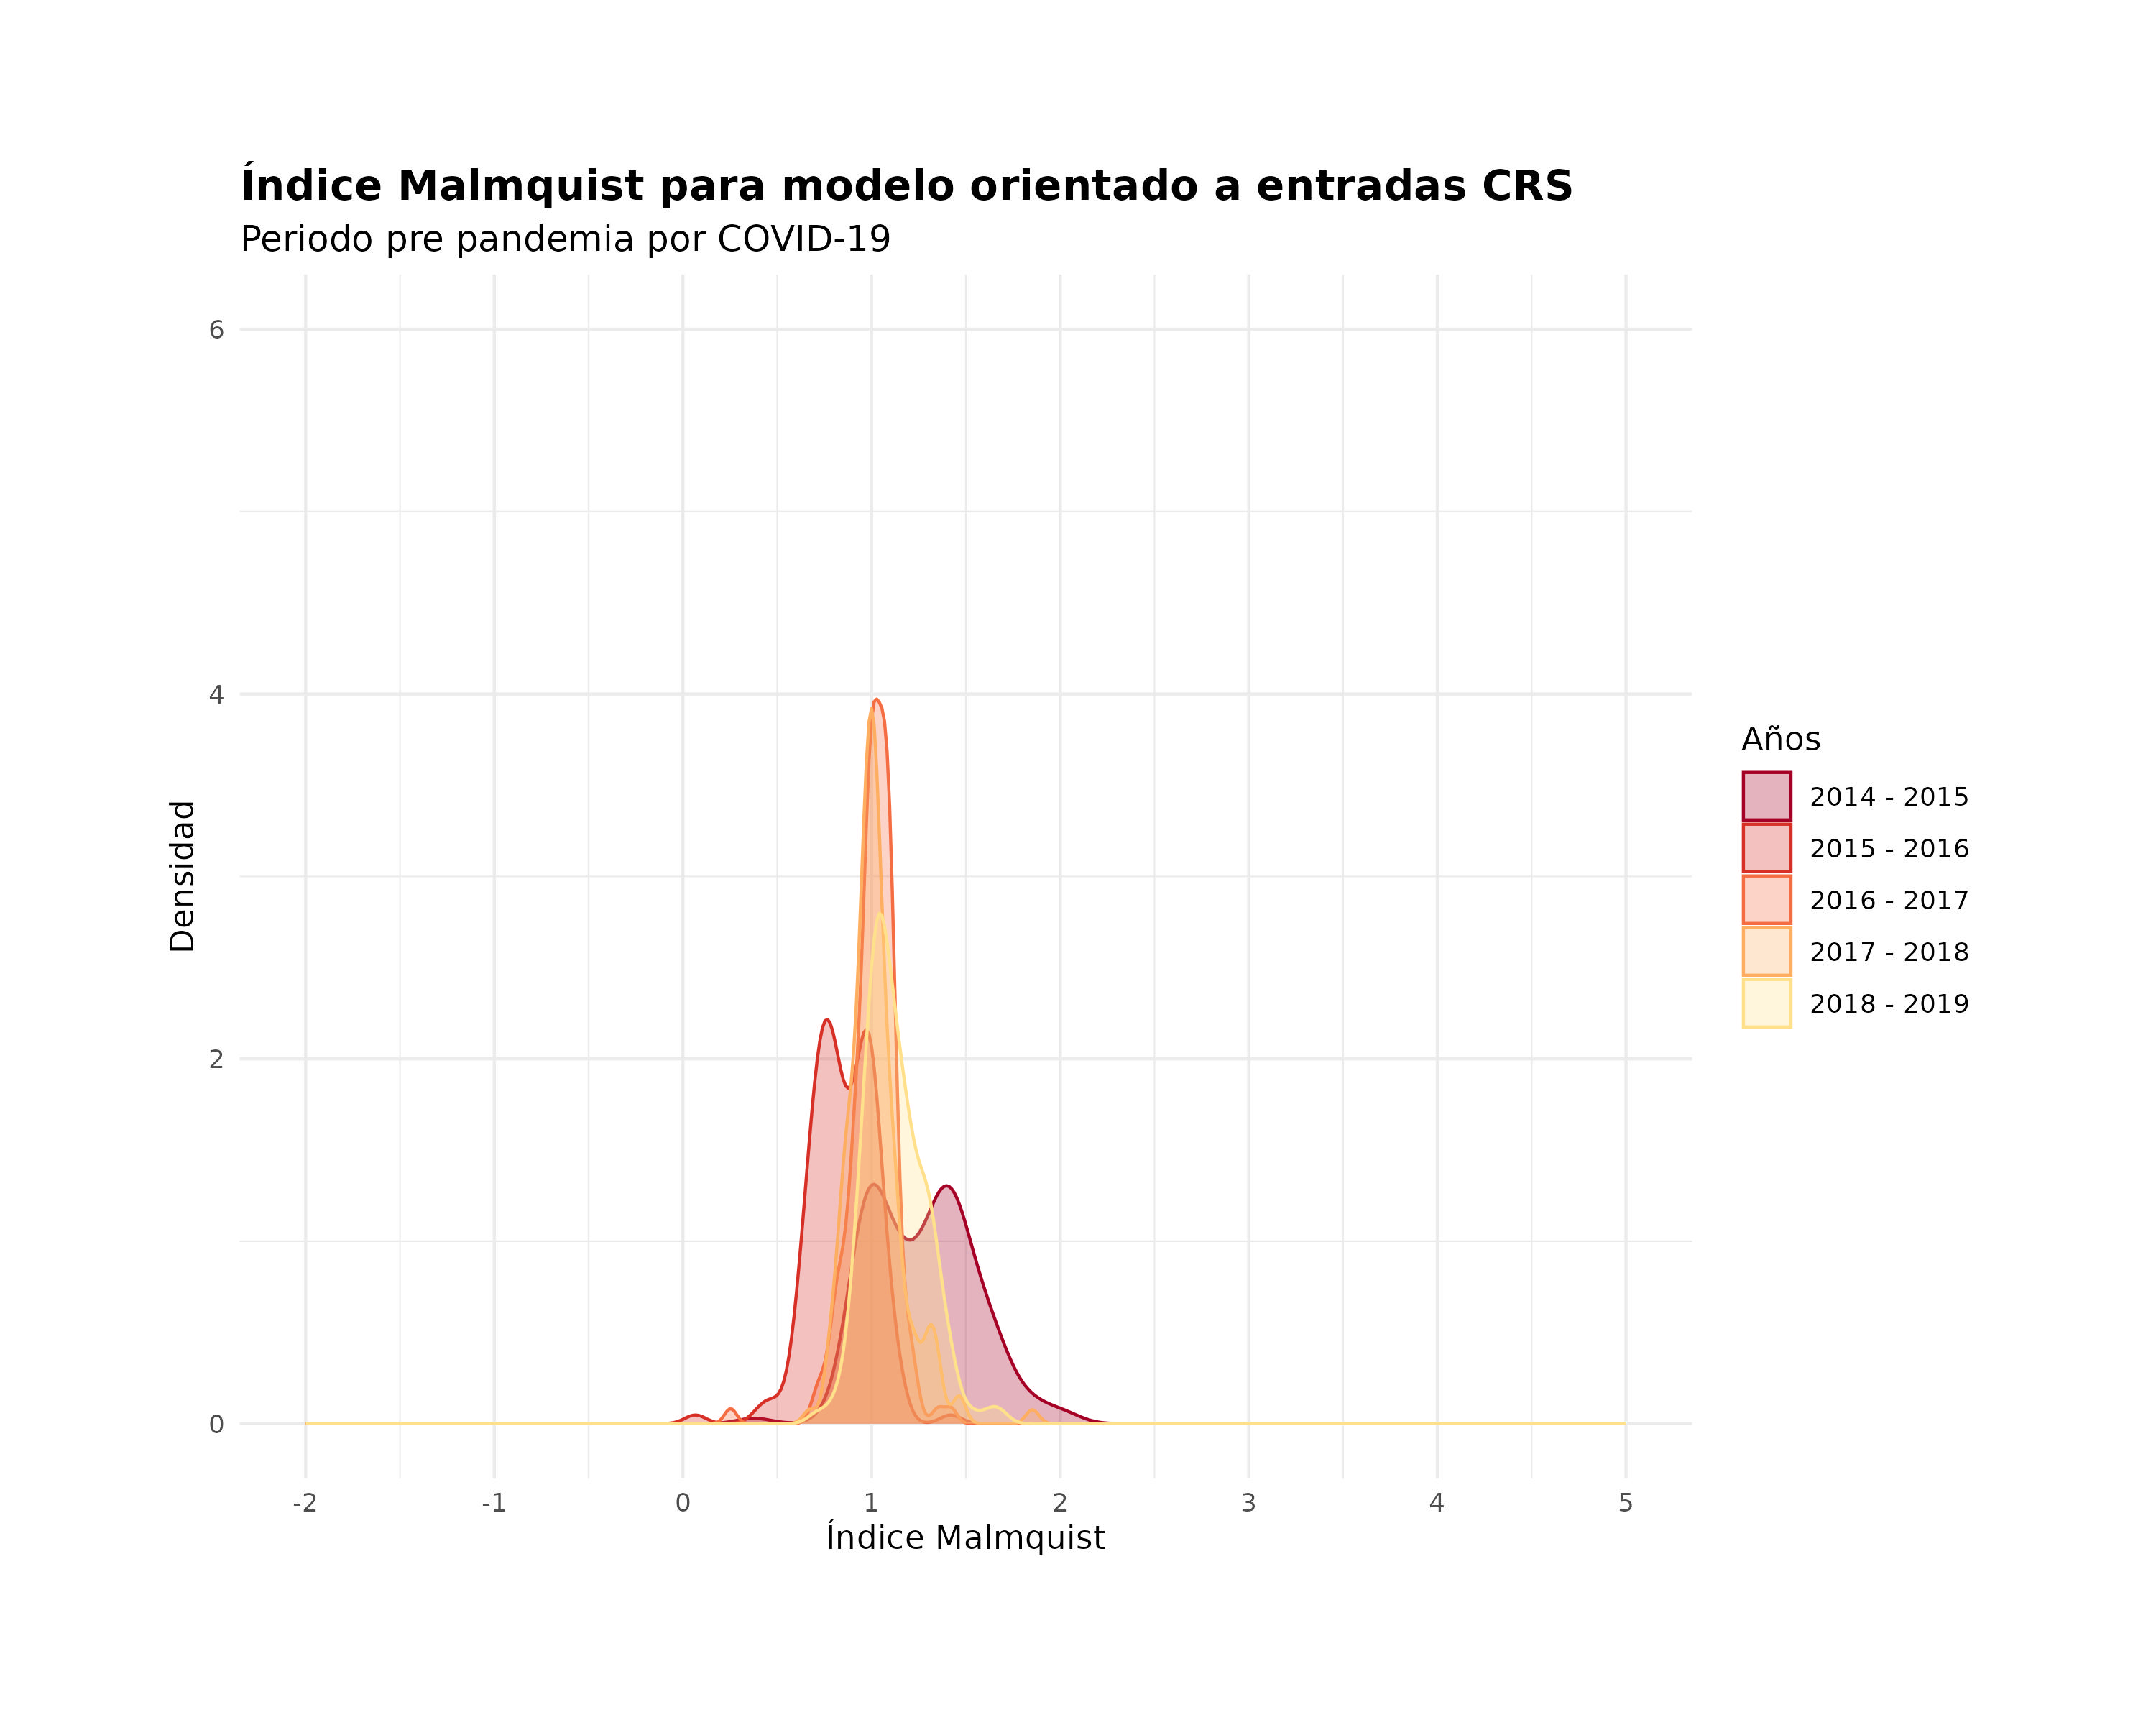 Índice Malmquist para modelo orientado a entradas CRS
Periodo pre pandemia por COVID-19
6
4
2
0
Densidad
-2 -1 0 1 2 3 4 5
Índice Malmquist
Años
2014 - 2015
2015 - 2016
2016 - 2017
2017 - 2018
2018 - 2019